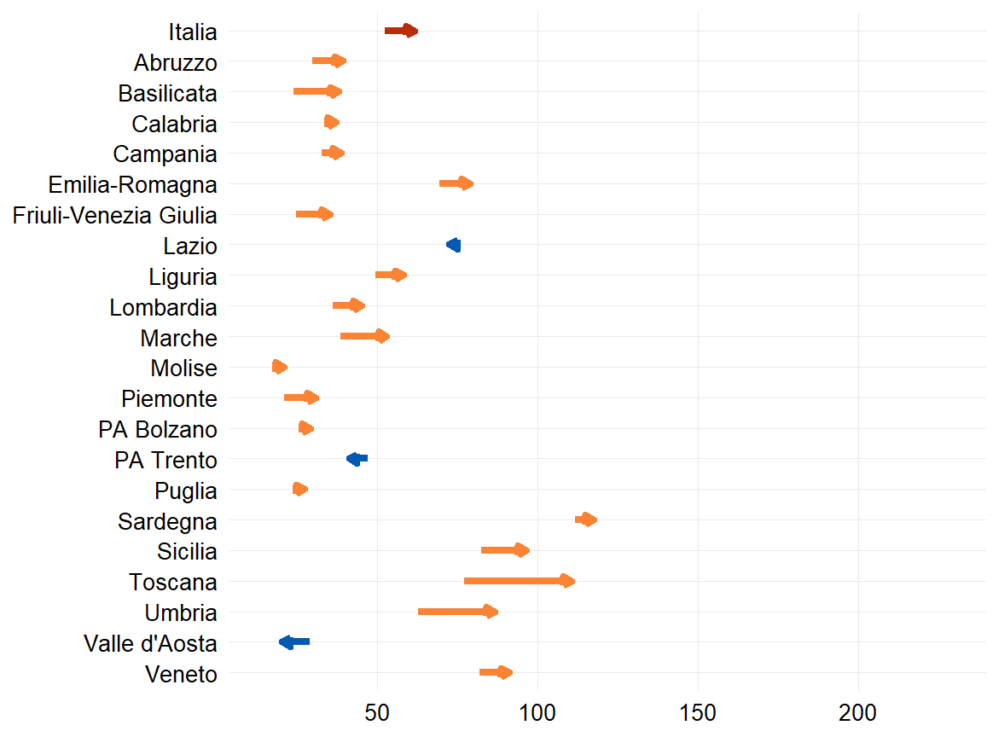 Italia
Abruzzo
Basilicata
Calabria
Campania
Emilia-Romagna
Friuli-Venezia Giulia
Lazio
Liguria
Lombardia
Marche
Molise
Piemonte
PA Bolzano
PA Trento
Puglia
Sardegna
Sicilia
Toscana
Umbria
Valle d'Aosta
Veneto
50 100 150 200